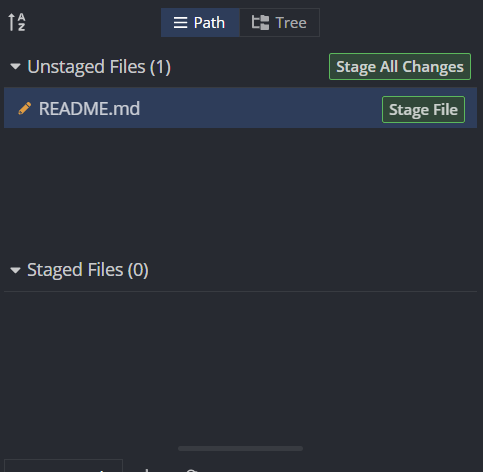 A
Z
Path
Tree
Unstaged Files (1)
Stage All Changes
README.md
Stage File
Staged Files (0)